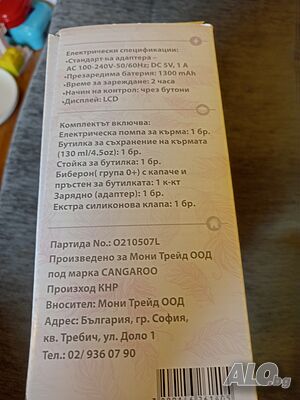 Електрически спецификации:
•Стандарт на адаптера –
AC 100-240V-50/60Hz; DC 5V, 1 A
•Презаредима батерия: 1300 mAh
•Време за зареждане: 2 часа
•Начин на контрол: чрез бутони
•Дисплей: LCD
Комплектът включва:
Електрическа помпа за кърма: 1 бр.
Бутилка за съхранение на кърмата
(130 ml/4.5oz): 1 бр.
Стойка за бутилка: 1 бр.
Биберон( група 0+) с капаче и
пръстен за бутилката: 1 к-кт
Зарядно (адаптер): 1 бр.
Екстра силиконова клапа: 1 бр.
Партида No.: O210507L
Произведено за Мони Трейд ООД
под марка CANGAROO
Произход КНР
Вносител: Мони Трейд ООД
Адрес: България, гр. София,
кв. Требич, ул. Доло 1
Тел.: 02/ 936 07 90
ALO.bg